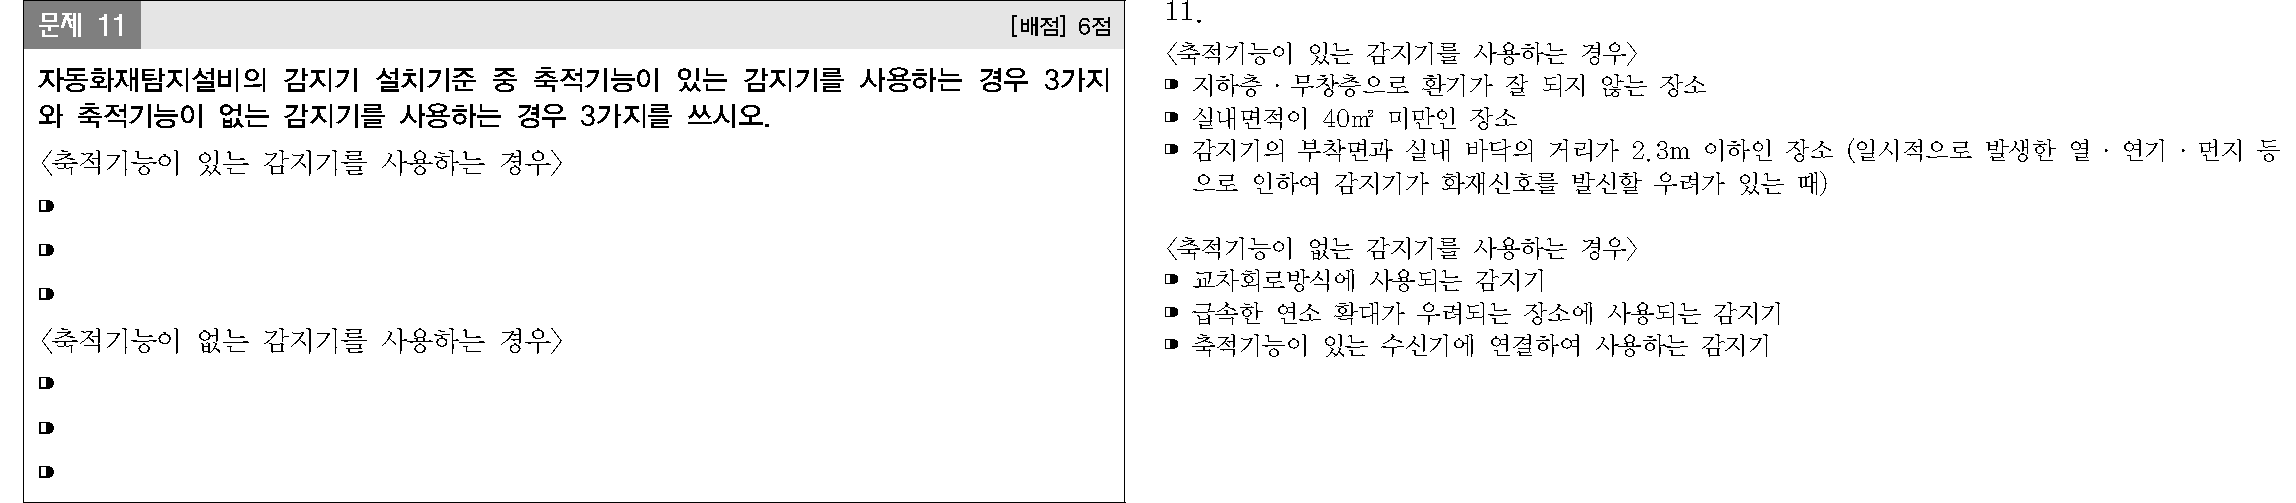 문제 11
[배점] 6점
자동화재탐지설비의 감지기 설치기준 중 축적기능이 있는 감지기를 사용하는 경우 3가지
와 축적기능이 없는 감지기를 사용하는 경우 3가지를 쓰시오.
〈축적기능이 있는 감지기를 사용하는 경우〉
〈축적기능이 없는 감지기를 사용하는 경우〉
11.
〈축적기능이 있는 감지기를 사용하는 경우〉
지하층·무창층으로 환기가 잘 되지 않는 장소
실내면적이 40㎡ 미만인 장소
감지기의 부착면과 실내 바닥의 거리가 2.3m 이하인 장소 (일시적으로 발생한 열·연기·먼지 등
으로 인하여 감지기가 화재신호를 발신할 우려가 있는 때)
〈축적기능이 없는 감지기를 사용하는 경우〉
교차회로방식에 사용되는 감지기
급속한 연소 확대가 우려되는 장소에 사용되는 감지기
축적기능이 있는 수신기에 연결하여 사용하는 감지기